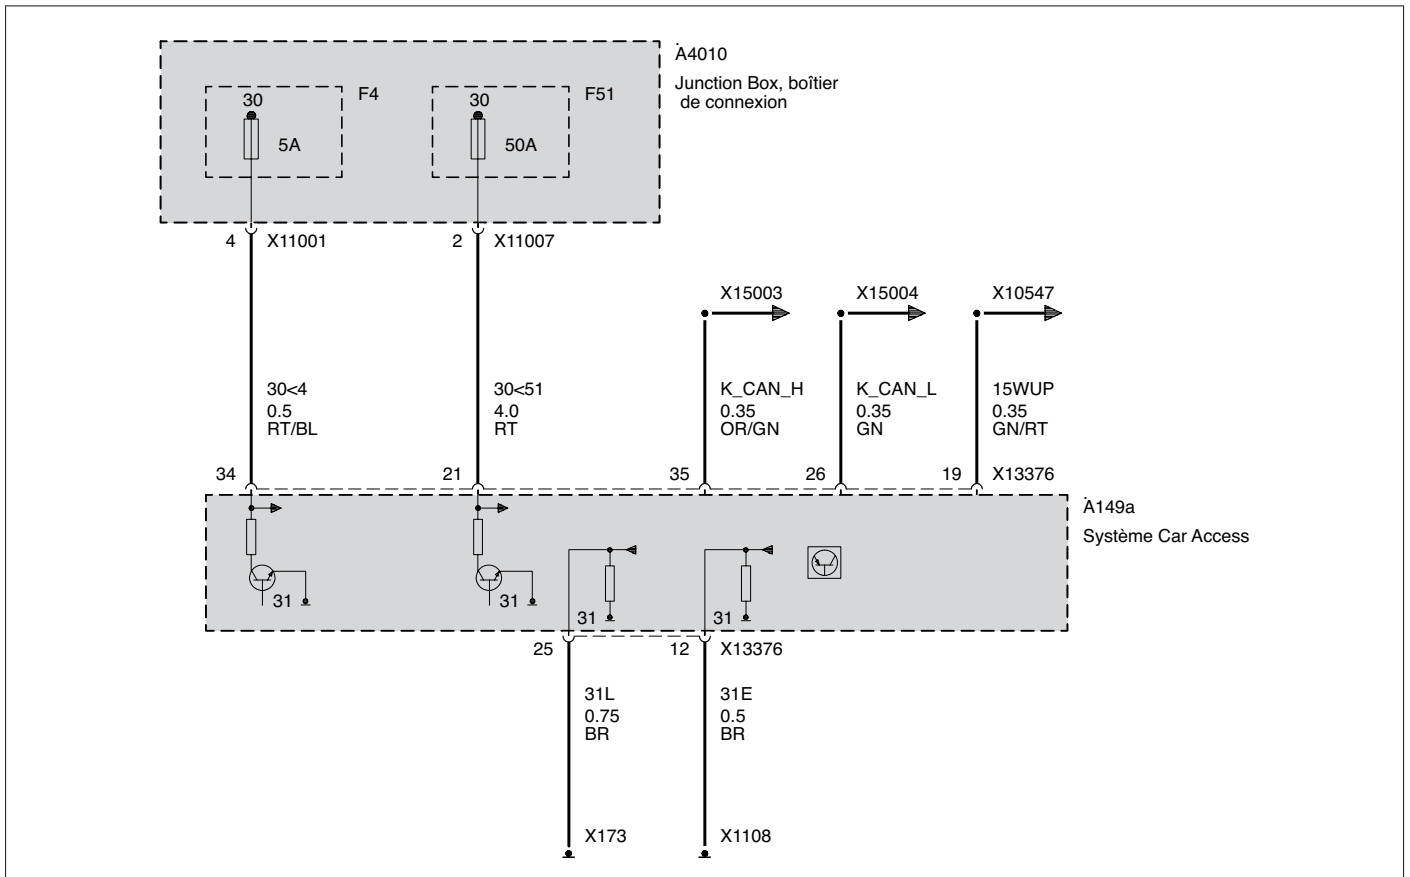 A4010
Junction Box, boîtier
de connexion
30
F4
5A
30
F51
50A
4 X11001
2 X11007
X15003
X15004
X10547
30<4
0.5
RT/BL
30<51
4.0
RT
K_CAN_H
0.35
OR/GN
K_CAN_L
0.35
GN
15WUP
0.35
GN/RT
34
21
35
26
19 X13376
A149a
Système Car Access
31
31
31
31
25
12 X13376
31L
0.75
BR
31E
0.5
BR
X173
X1108